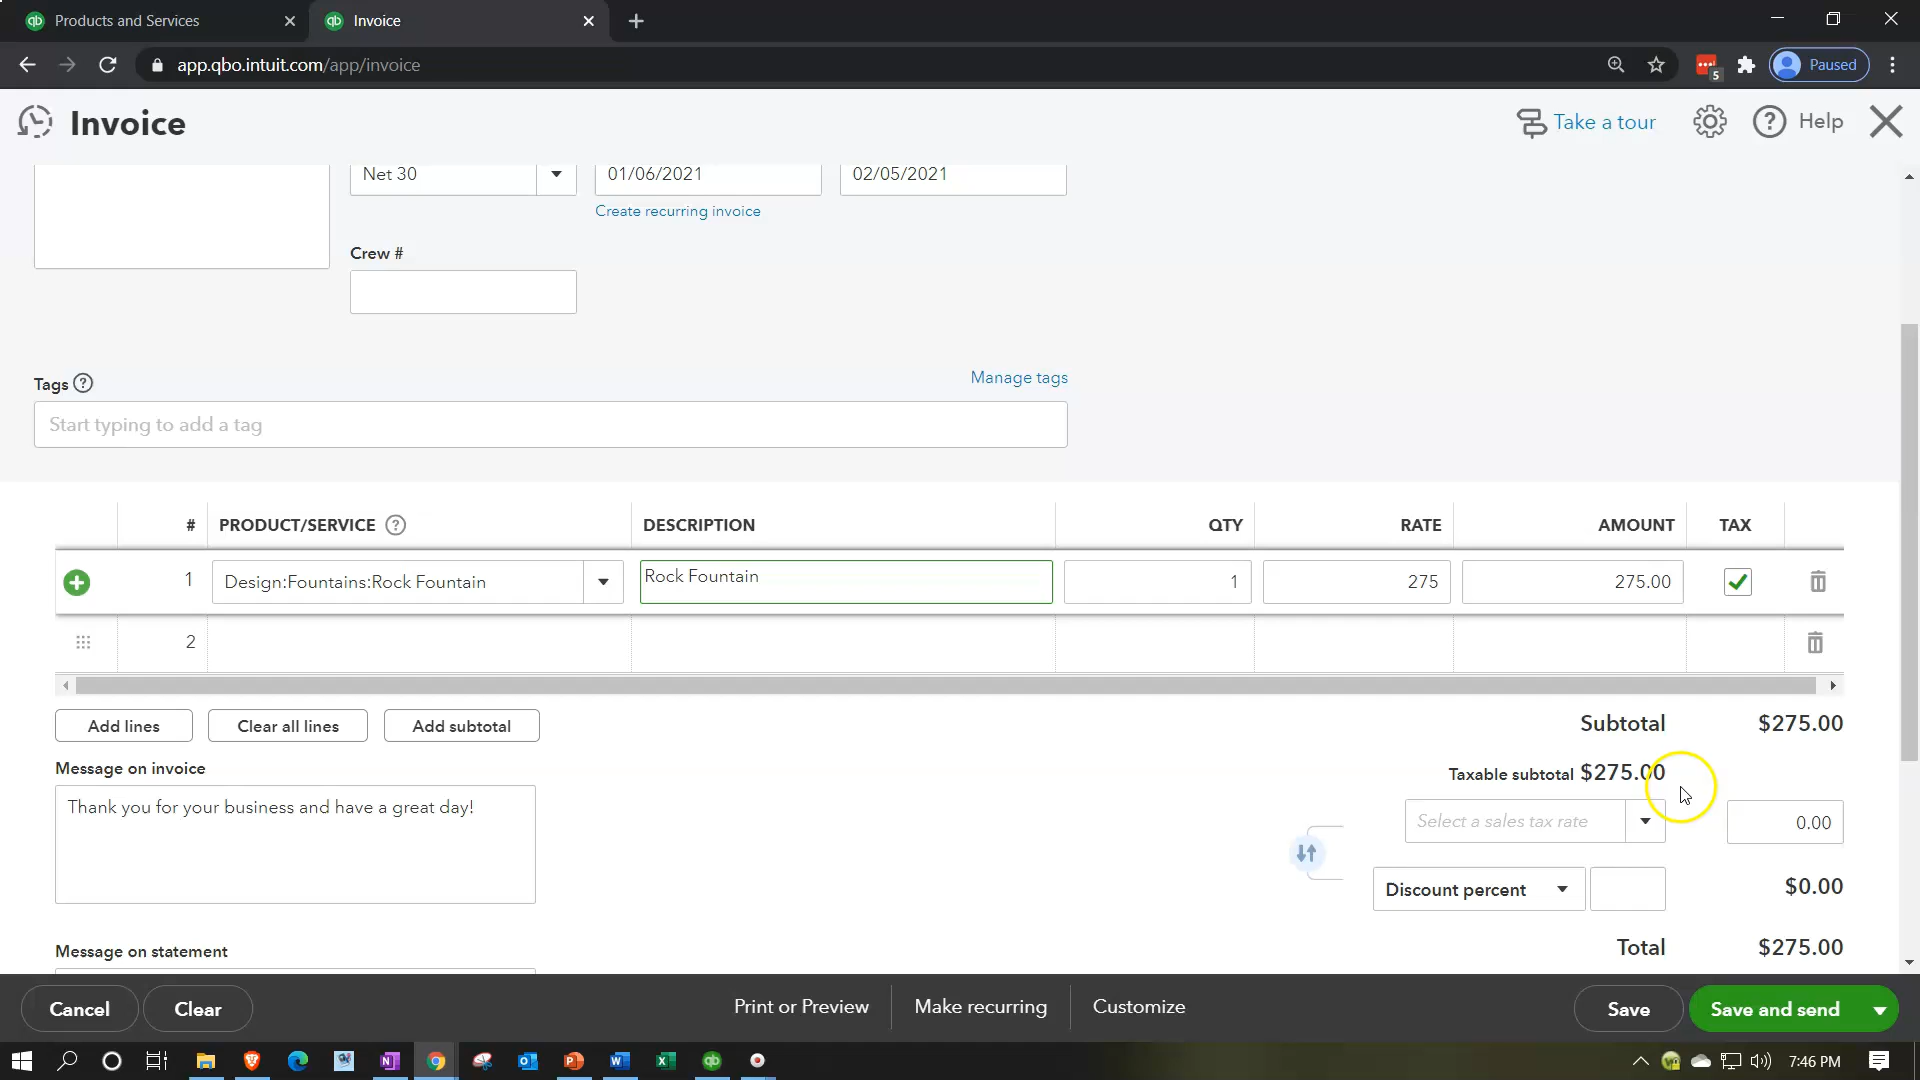 Products and Services
Invoice
app.qbo.intuit.com/app/invoice
5
Paused
Invoice
Take a tour
Help
Net 30
01/06/2021
02/05/2021
Create recurring invoice
Crew #
Tags
Manage tags
Start typing to add a tag
# PRODUCT/SERVICE DESCRIPTION QTY RATE AMOUNT TAX
1 Design:Fountains:Rock Fountain Rock Fountain 1 275 275.00
2
Add lines
Clear all lines
Add subtotal
Subtotal $275.00
Message on invoice
Taxable subtotal $275.00
Thank you for your business and have a great day!
Select a sales tax rate
0.00
Discount percent
$0.00
Message on statement
Total $275.00
Cancel
Clear
Print or Preview
Make recurring
Customize
Save
Save and send
7:46 PM